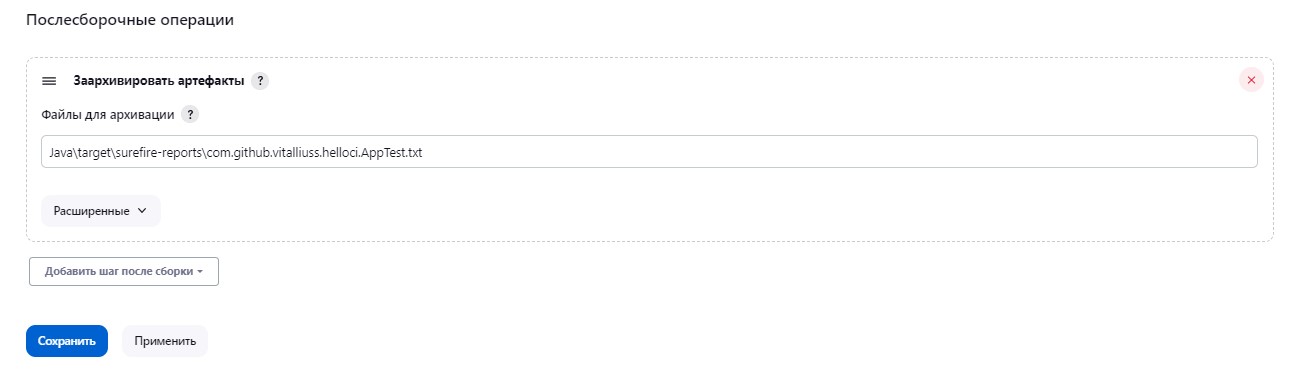 Послесборочные операции
Заархивировать артефакты ?
Файлы для архивации ?
Java\target\surefire-reports\com.github.vitalliuss.helloci.AppTest.txt
Расширенные
Добавить шаг после сборки
Сохранить Применить